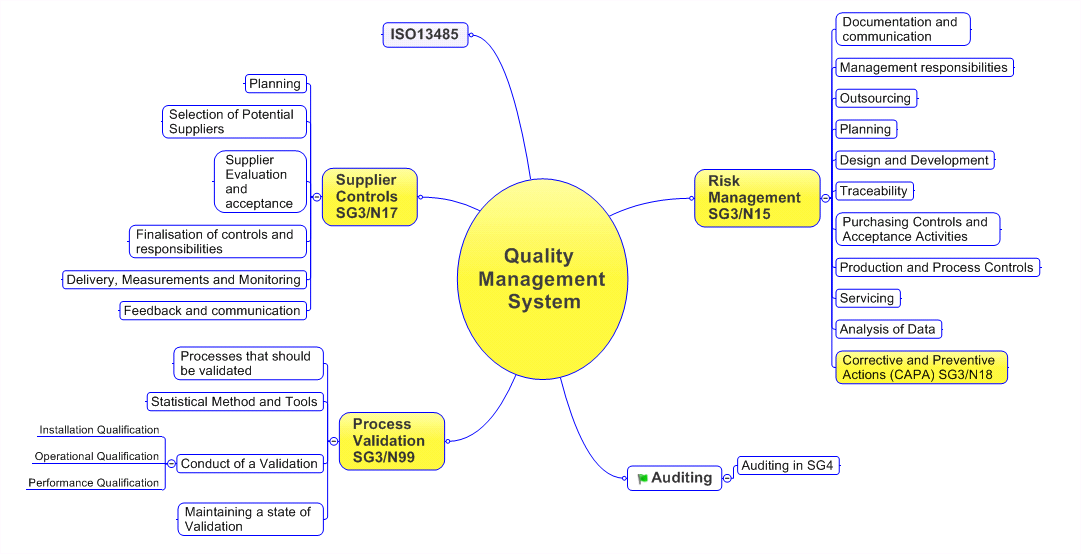 ISO13485
Planning
Selection of Potential
Suppliers
Supplier
Evaluation
and
acceptance
Finalisation of controls and
responsibilities
Delivery, Measurements and Monitoring
Feedback and communication
Supplier
Controls
SG3/N17
Processes that should
be validated
Statistical Method and Tools
Installation Qualification
Operational Qualification
Performance Qualification
Conduct of a Validation
Maintaining a state of
Validation
Process
Validation
SG3/N99
Quality
Management
System
Risk
Management
SG3/N15
Documentation and
communication
Management responsibilities
Outsourcing
Planning
Design and Development
Traceability
Purchasing Controls and
Acceptance Activities
Production and Process Controls
Servicing
Analysis of Data
Corrective and Preventive
Actions (CAPA) SG3/N18
Auditing
Auditing in SG4